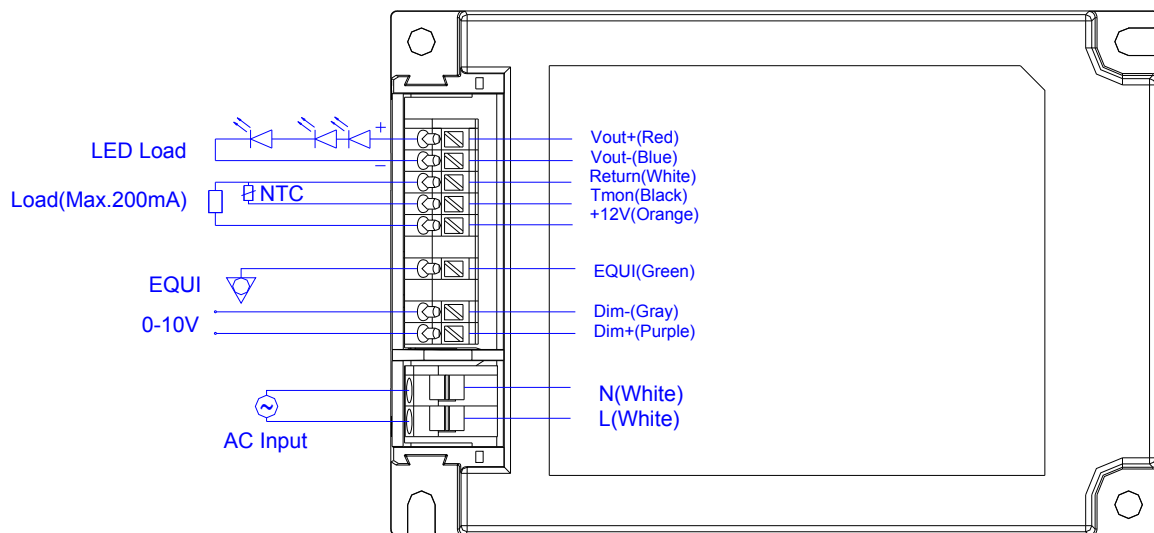 LED Load
+
−
Load(Max.200mA)
NTC
EQUI
0-10V
AC Input
Vout+(Red)
Vout-(Blue)
Return(White)
Tmon(Black)
+12V(Orange)
EQUI(Green)
Dim-(Gray)
Dim+(Purple)
N(White)
L(White)